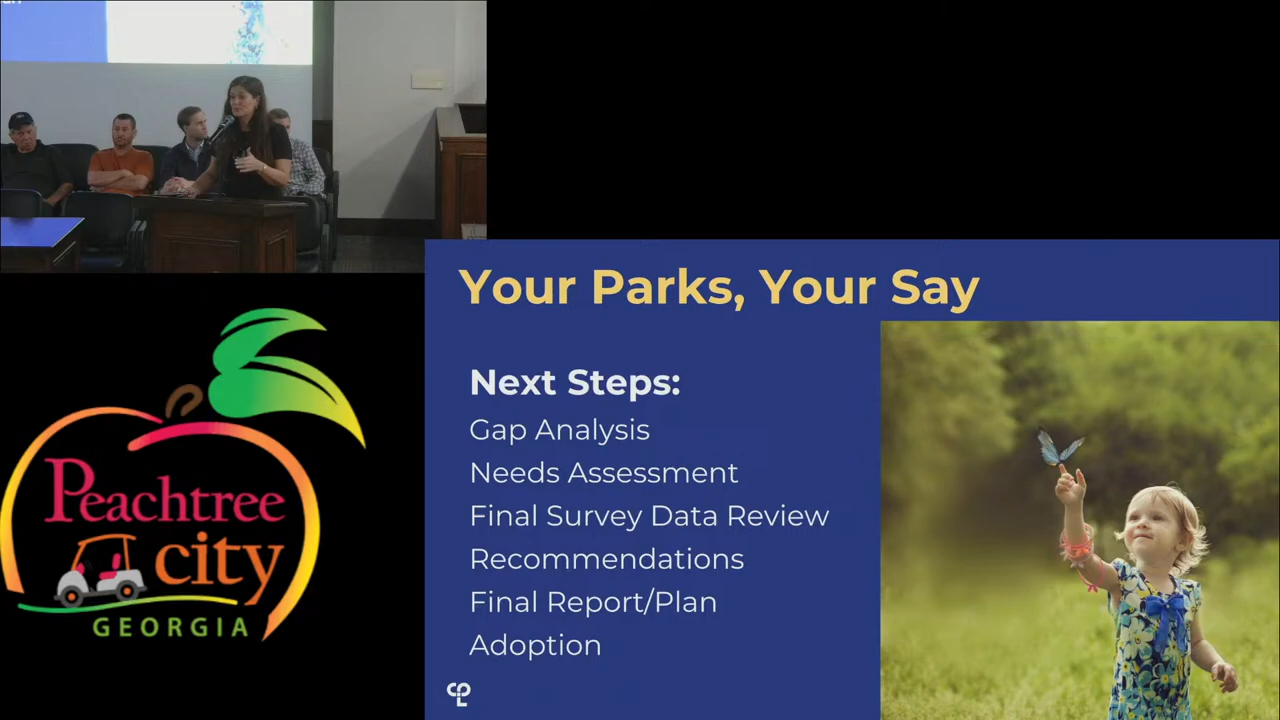 Your Parks, Your Say
Next Steps:
Gap Analysis
Needs Assessment
Final Survey Data Review
Recommendations
Final Report/Plan
Adoption
Peachtree
city
GEORGIA